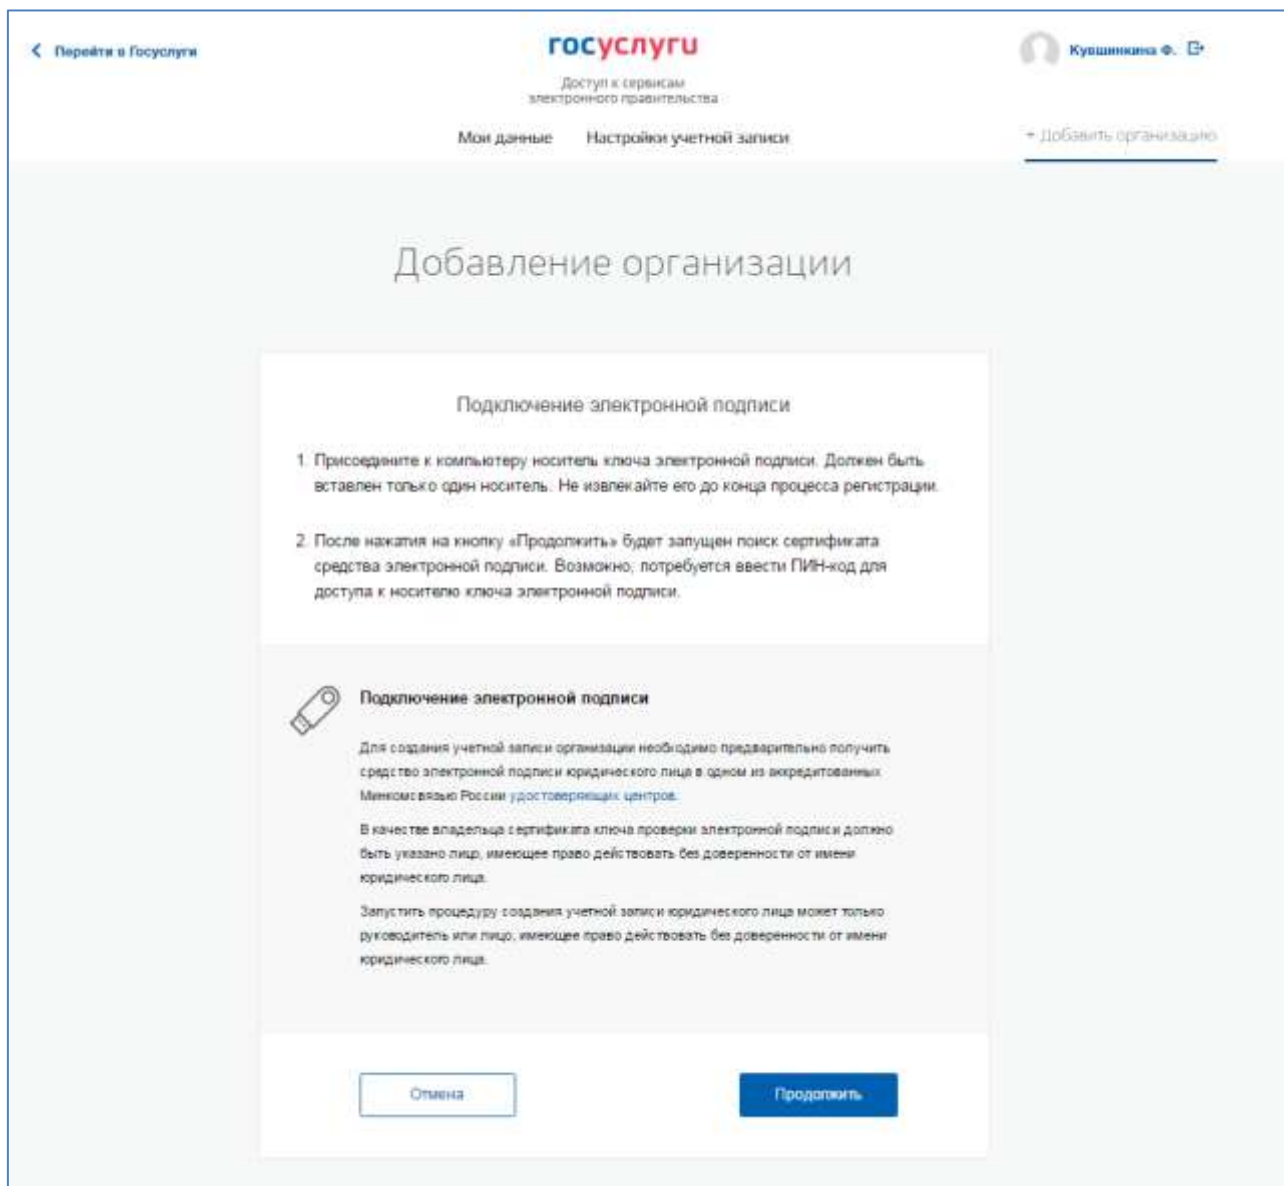 Перейти в Госуслуги
госуслуги
Кувшинкина Ф.
Доступ к сервисам
электронного правительства
Мои данные
Настройки учетной записи
+ Добавить организацию
Добавление организации
Подключение электронной подписи
1. Присоедините к компьютеру носитель ключа электронной подписи. Должен быть
вставлен только один носитель. Не извлекайте его до конца процесса регистрации.
2. После нажатия на кнопку «Продолжить» будет запущен поиск сертификата
средства электронной подписи. Возможно, потребуется ввести ПИН-код для
доступа к носителю ключа электронной подписи.
Подключение электронной подписи
Для создания учетной записи организации необходимо предварительно получить
средство электронной подписи юридического лица в одном из аккредитованных
Минкомсвязью России удостоверяющих центров.
В качестве владельца сертификата ключа проверки электронной подписи должно
быть указано лицо, имеющее право действовать без доверенности от имени
юридического лица.
Запустить процедуру создания учетной записи юридического лица может только
руководитель или лицо, имеющее право действовать без доверенности от имени
юридического лица.
Отмена
Продолжить